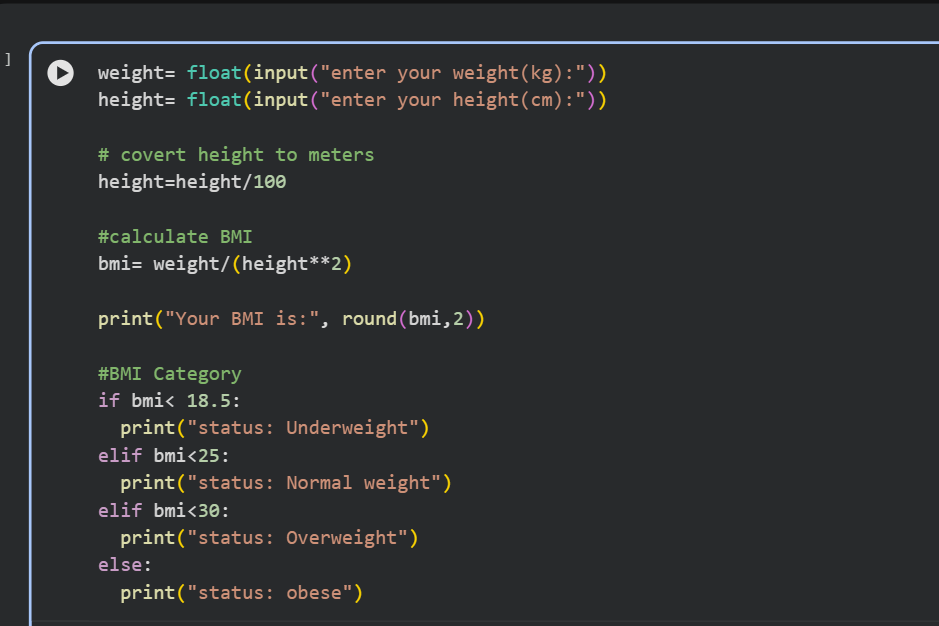 ]
weight= float(input("enter your weight(kg):"))
height= float(input("enter your height(cm):"))

# covert height to meters
height=height/100

#calculate BMI
bmi= weight/(height**2)

print("Your BMI is:", round(bmi,2))

#BMI Category
if bmi< 18.5:
  print("status: Underweight")
elif bmi<25:
  print("status: Normal weight")
elif bmi<30:
  print("status: Overweight")
else:
  print("status: obese")